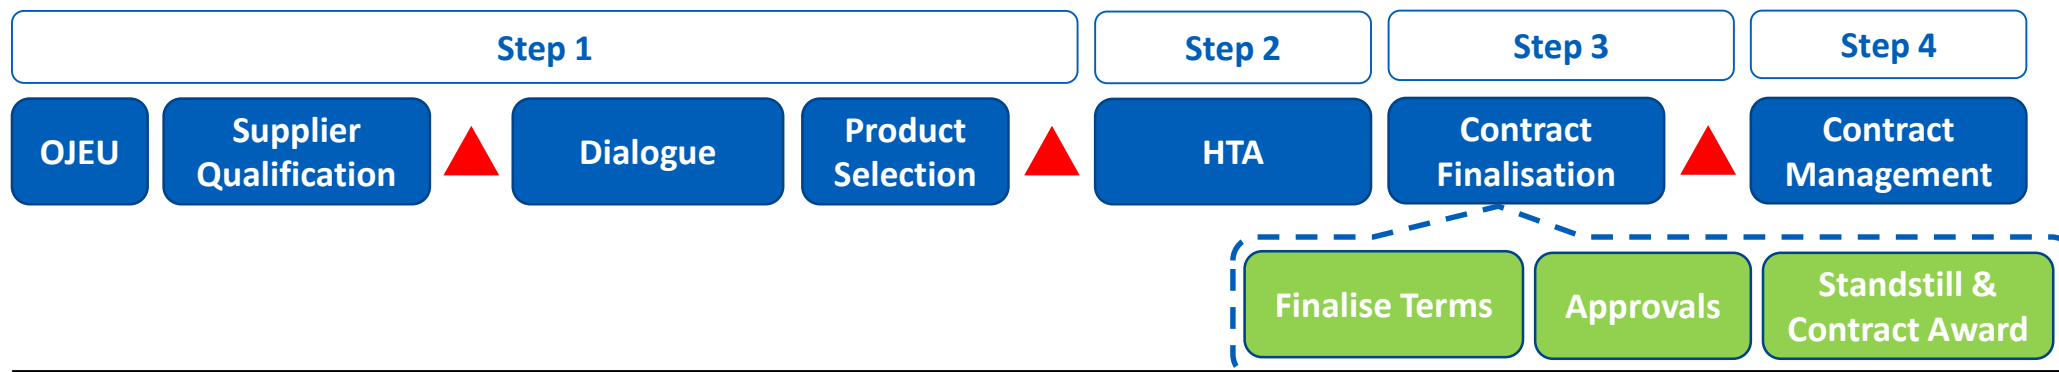 Step 1
Step 2
Step 3
Step 4
OJEU
Supplier
Qualification
Dialogue
Product
Selection
HTA
Contract
Finalisation
Contract
Management
Finalise Terms
Approvals
Standstill &
Contract Award